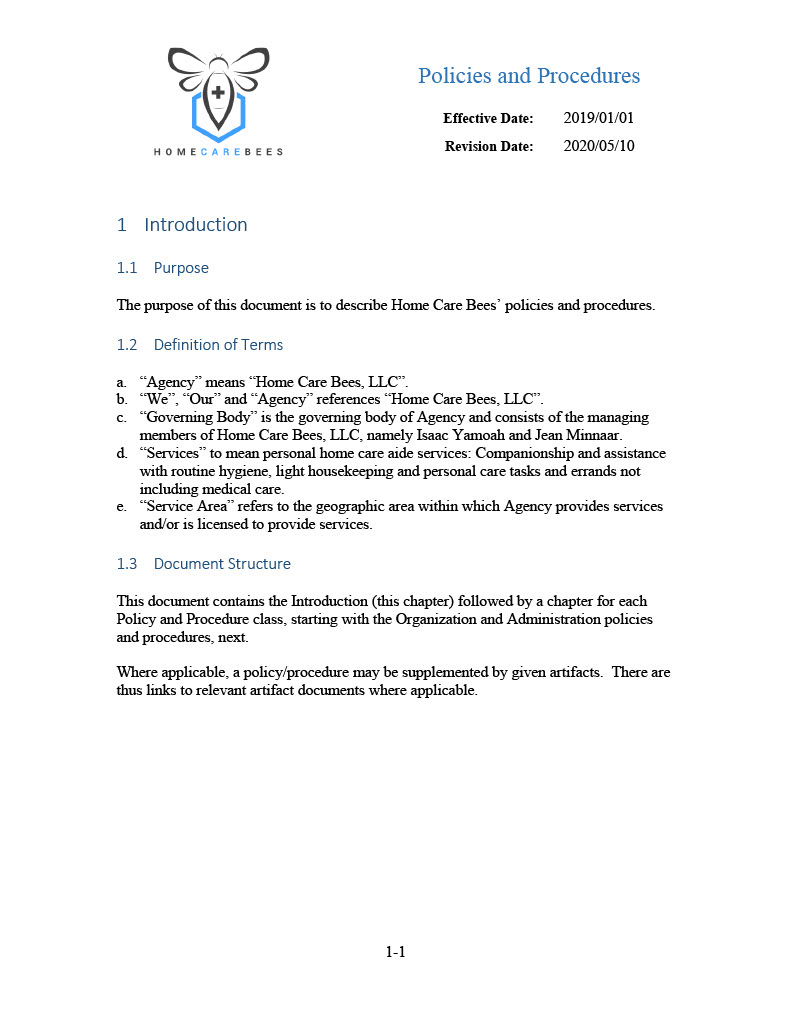 HOMECAREBEES
Policies and Procedures
Effective Date: 2019/01/01
Revision Date: 2020/05/10
1 Introduction
1.1 Purpose
The purpose of this document is to describe Home Care Bees’ policies and procedures.
1.2 Definition of Terms
a. “Agency” means “Home Care Bees, LLC”.
b. “We”, “Our” and “Agency” references “Home Care Bees, LLC”.
c. “Governing Body” is the governing body of Agency and consists of the managing
members of Home Care Bees, LLC, namely Isaac Yamoah and Jean Minnaar.
d. “Services” to mean personal home care aide services: Companionship and assistance
with routine hygiene, light housekeeping and personal care tasks and errands not
including medical care.
e. “Service Area” refers to the geographic area within which Agency provides services
and/or is licensed to provide services.
1.3 Document Structure
This document contains the Introduction (this chapter) followed by a chapter for each
Policy and Procedure class, starting with the Organization and Administration policies
and procedures, next.
Where applicable, a policy/procedure may be supplemented by given artifacts.  There are
thus links to relevant artifact documents where applicable.
1-1